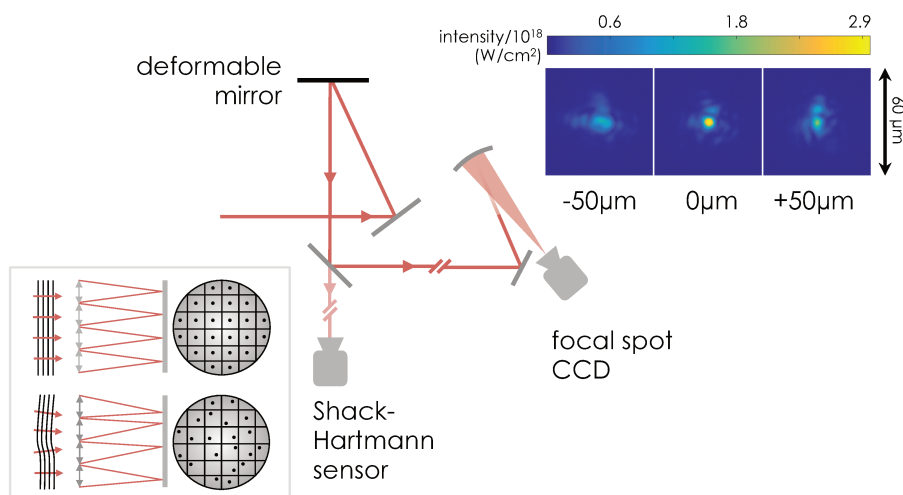 0.6 1.8 2.9
intensity/10¹⁸
(W/cm²)
deformable
mirror
60 μm
-50μm 0μm +50μm
focal spot
CCD
Shack-
Hartmann
sensor